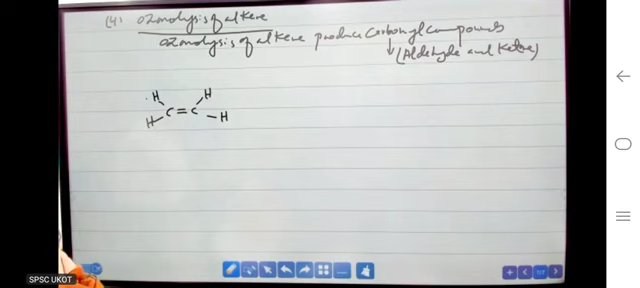 (4) ozonolysis of alkene
ozonolysis of alkene produce Carbonyl compounds
↓ (Aldehyde and Ketone)
H H
C = C
H H
SPSC UKOT